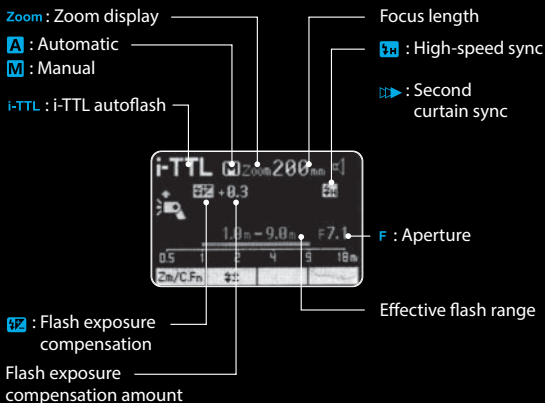 Zoom : Zoom display
A : Automatic
M : Manual
i-TTL : i-TTL autoflash
Focus length
H : High-speed sync
: Second
curtain sync
i-TTL M Zoom 200mm
+0.3 H
1.0m-9.8m F7.1
0.5 1 2 4 9 18m
Zm/C.Fn
F : Aperture
: Flash exposure
compensation
Effective flash range
Flash exposure
compensation amount